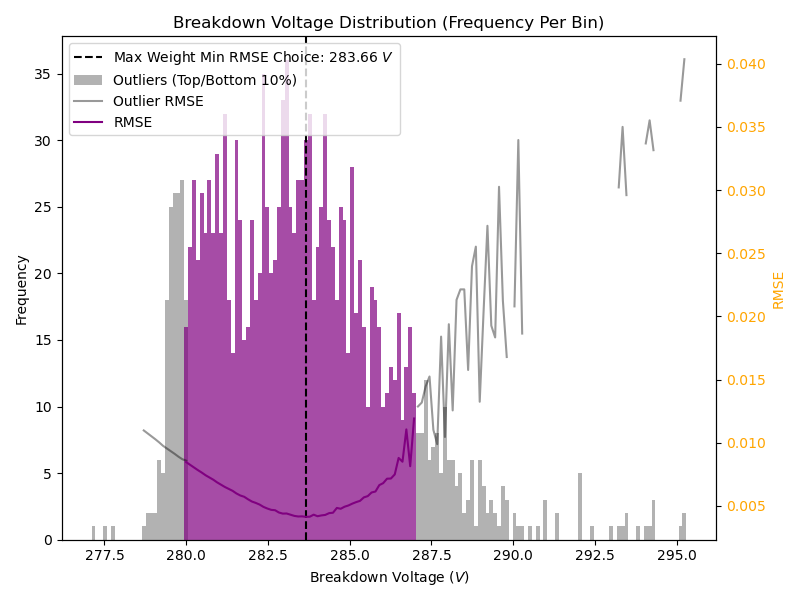 Breakdown Voltage Distribution (Frequency Per Bin)
Max Weight Min RMSE Choice: 283.66 V
Outliers (Top/Bottom 10%)
Outlier RMSE
RMSE
Frequency
35
30
25
20
15
10
5
0
277.5 280.0 282.5 285.0 287.5 290.0 292.5 295.0
Breakdown Voltage (V)
0.040
0.035
0.030
0.025
0.020
0.015
0.010
0.005
RMSE